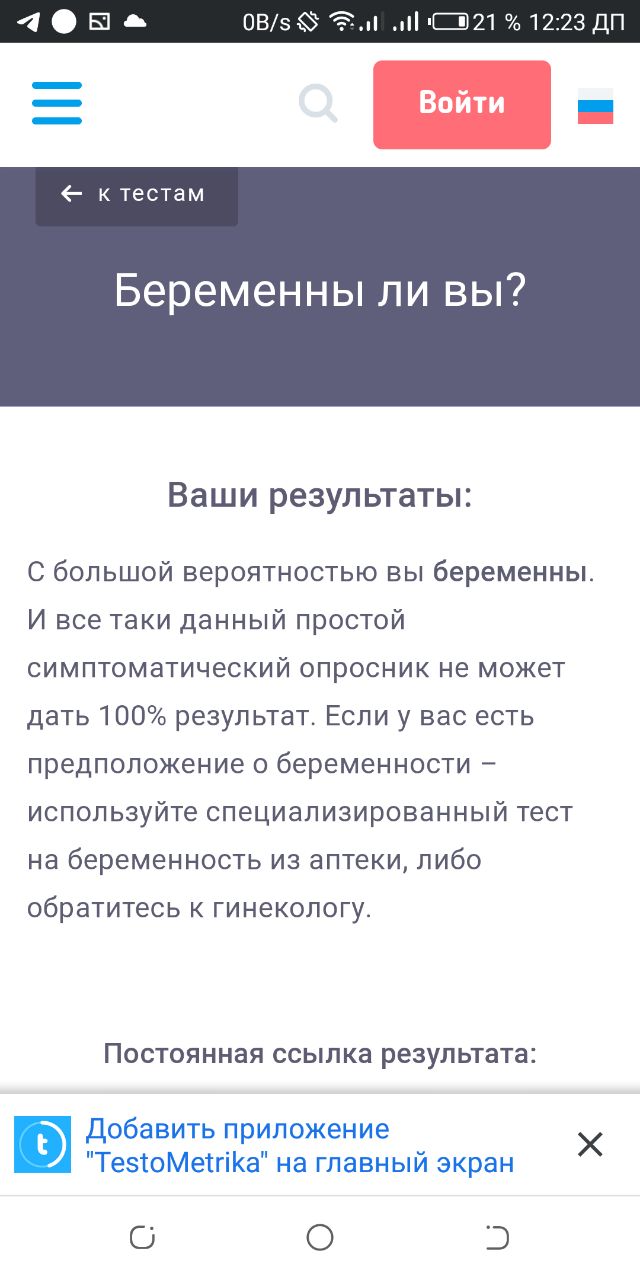 0B/s 21 % 12:23 ДП
Войти
← к тестам
Беременны ли вы?
Ваши результаты:
С большой вероятностью вы беременны.
И все таки данный простой
симптоматический опросник не может
дать 100% результат. Если у вас есть
предположение о беременности –
используйте специализированный тест
на беременность из аптеки, либо
обратитесь к гинекологу.
Постоянная ссылка результата:
t
Добавить приложение
"TestoMetrika" на главный экран